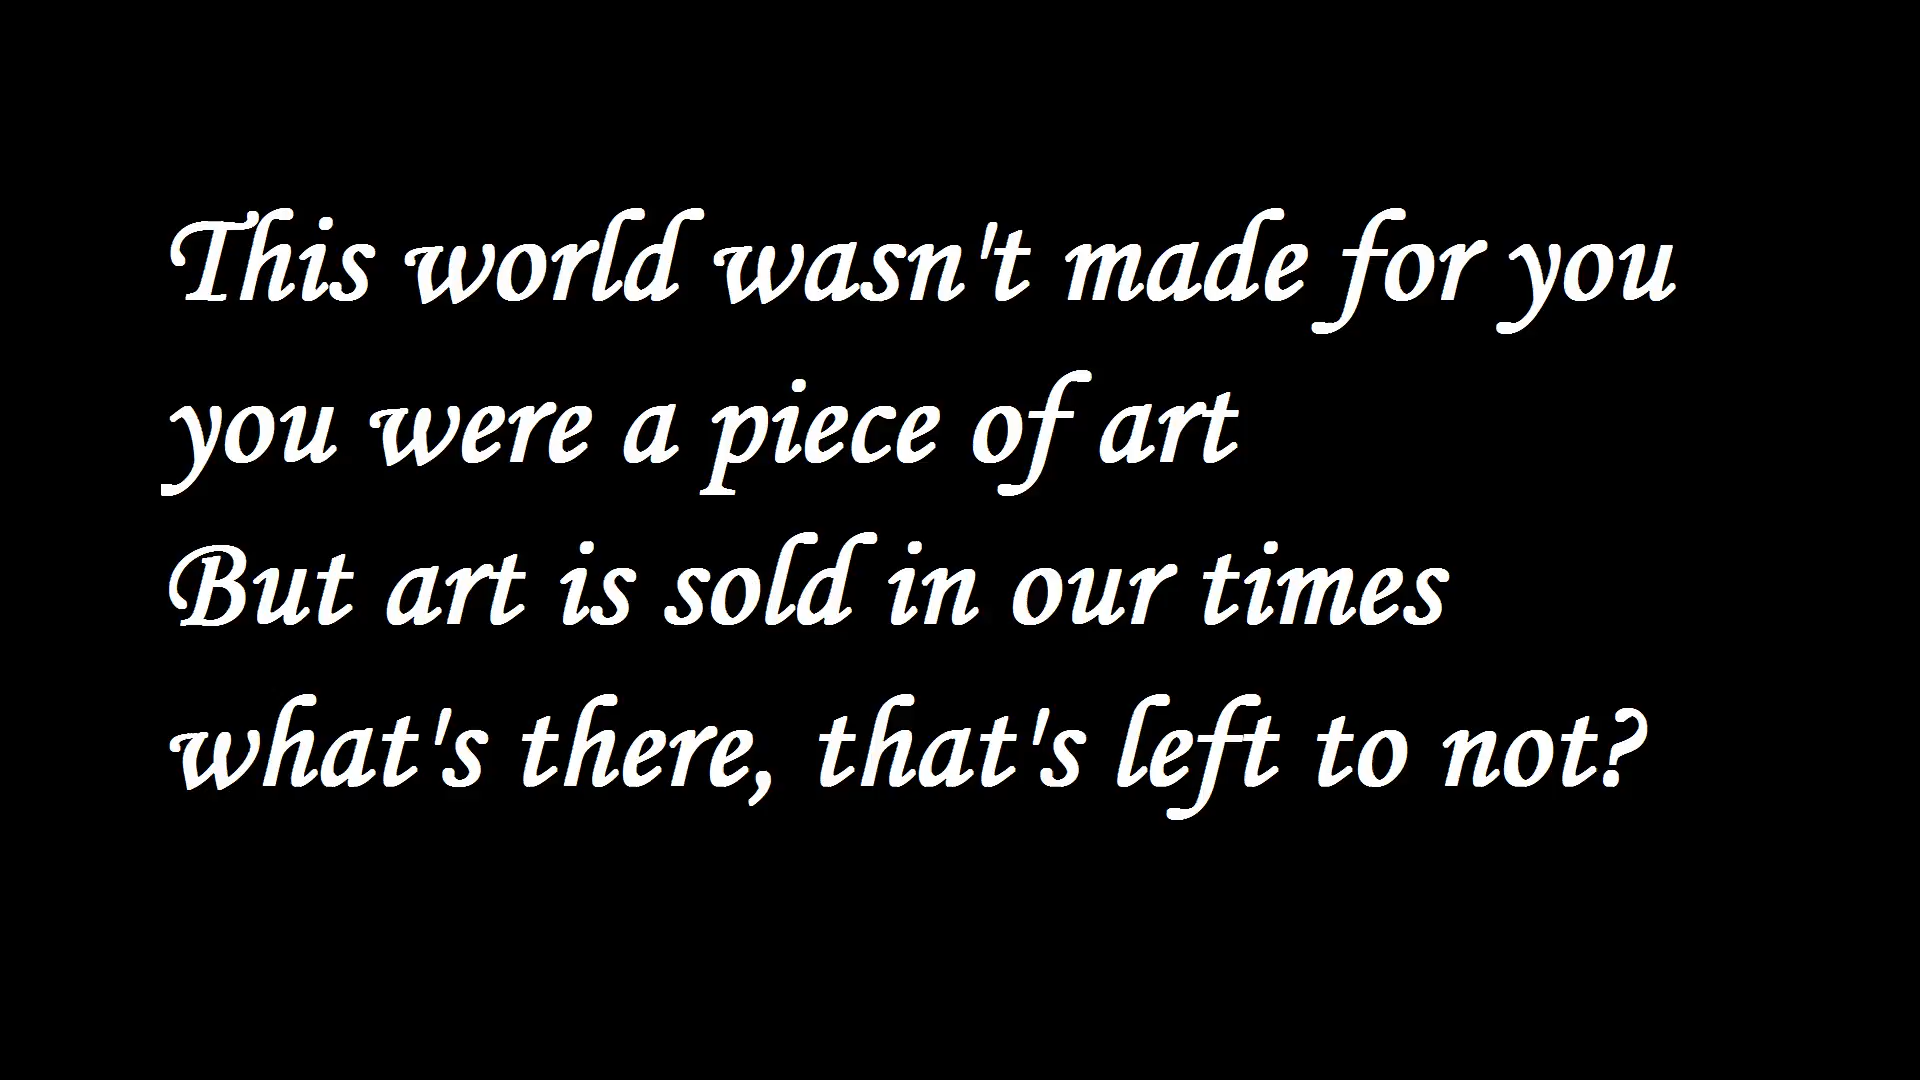 This world wasn't made for you
you were a piece of art
But art is sold in our times
what's there, that's left to not?